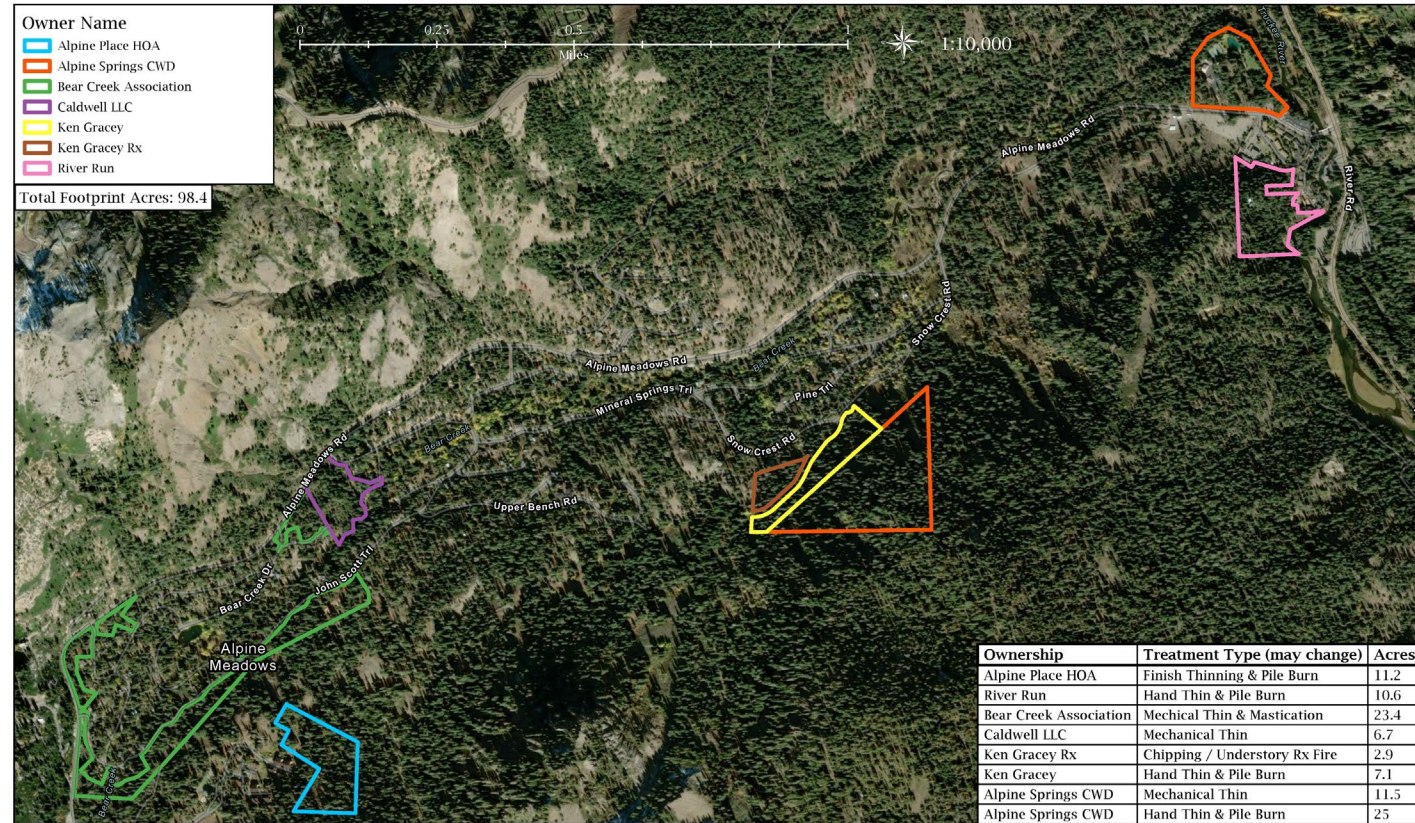 Owner Name
Alpine Place HOA
Alpine Springs CWD
Bear Creek Association
Caldwell LLC
Ken Gracey
Ken Gracey Rx
River Run
Total Footprint Acres: 98.4
0 0.25 0.5 1
Miles
1:10,000
Truckee River
Alpine Meadows Rd
River Rd
Snow Crest Rd
Bear Creek
Alpine Meadows Rd
Pine Trl
Mineral Springs Trl
Snow Crest Rd
Bear Creek
Alpine Meadows Rd
Upper Bench Rd
John Scott Trl
Bear Creek Dr
Alpine
Meadows
Bear Creek
Ownership Treatment Type (may change) Acres
Alpine Place HOA Finish Thinning & Pile Burn 11.2
River Run Hand Thin & Pile Burn 10.6
Bear Creek Association Mechical Thin & Mastication 23.4
Caldwell LLC Mechanical Thin 6.7
Ken Gracey Rx Chipping / Understory Rx Fire 2.9
Ken Gracey Hand Thin & Pile Burn 7.1
Alpine Springs CWD Mechanical Thin 11.5
Alpine Springs CWD Hand Thin & Pile Burn 25